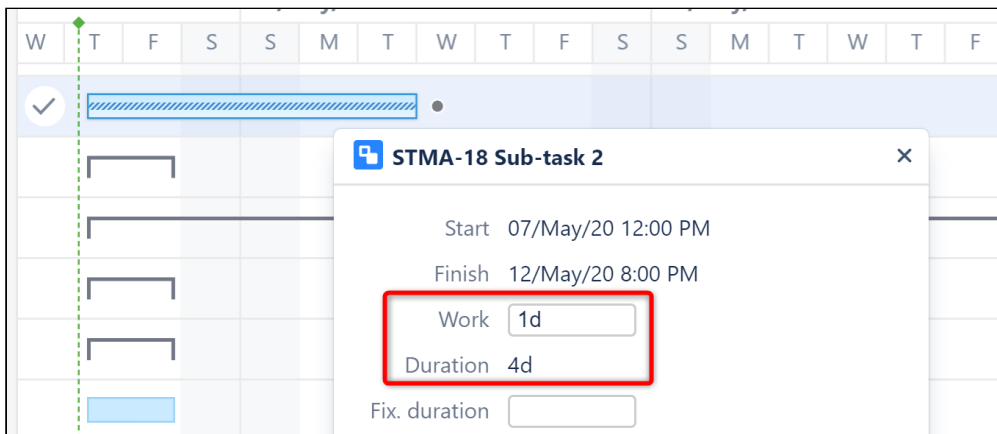 W T F S S M T W T F S S M T W T F
STMA-18 Sub-task 2
Start 07/May/20 12:00 PM
Finish 12/May/20 8:00 PM
Work 1d
Duration 4d
Fix. duration